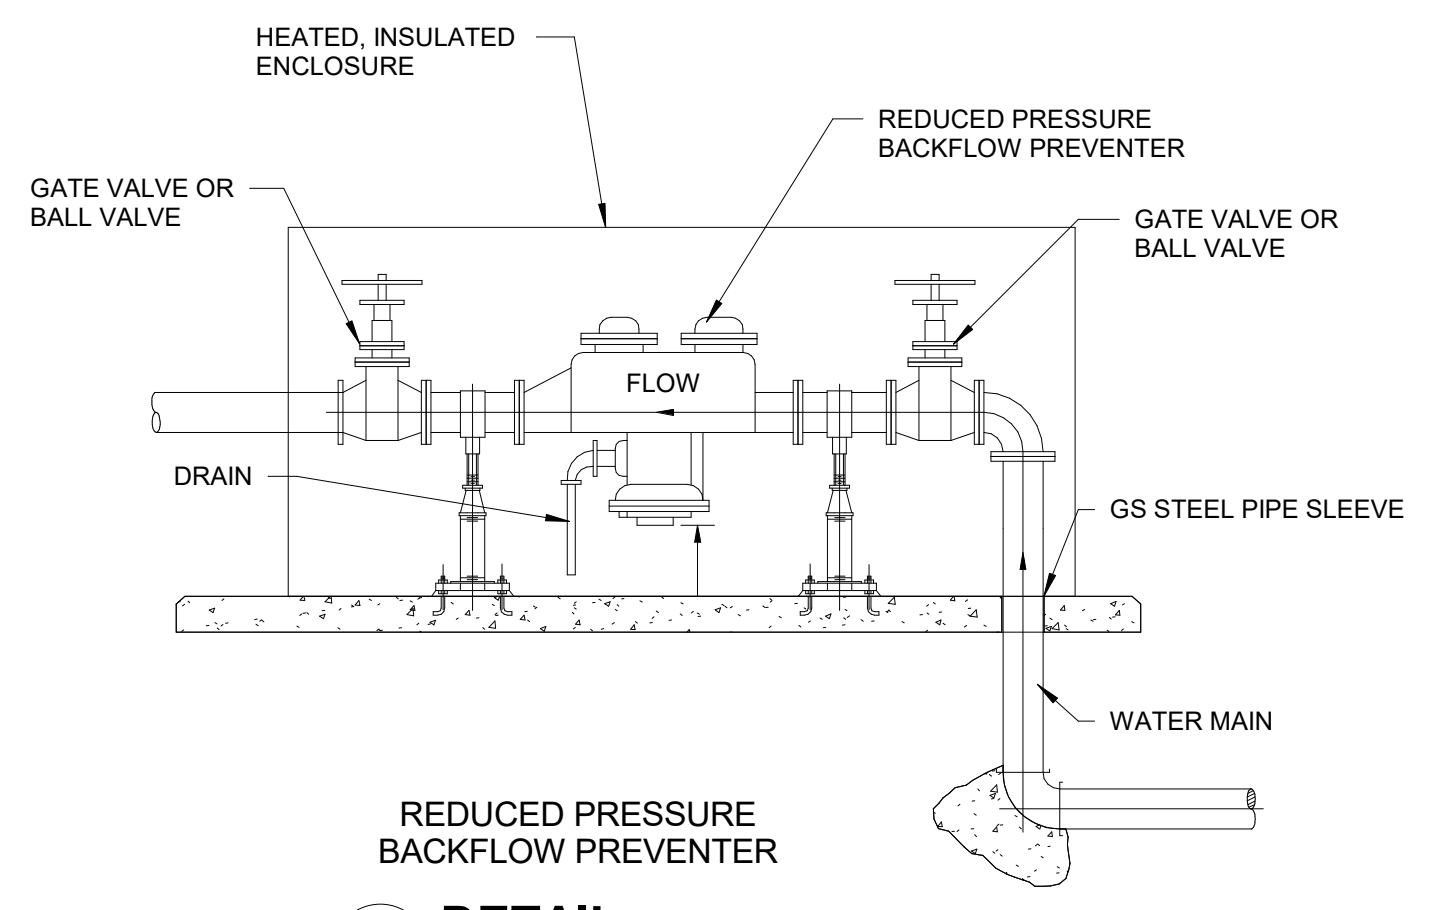 HEATED, INSULATED
ENCLOSURE
REDUCED PRESSURE
BACKFLOW PREVENTER
GATE VALVE OR
BALL VALVE
GATE VALVE OR
BALL VALVE
FLOW
DRAIN
GS STEEL PIPE SLEEVE
WATER MAIN
REDUCED PRESSURE
BACKFLOW PREVENTER